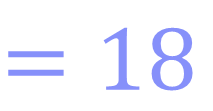 = 18